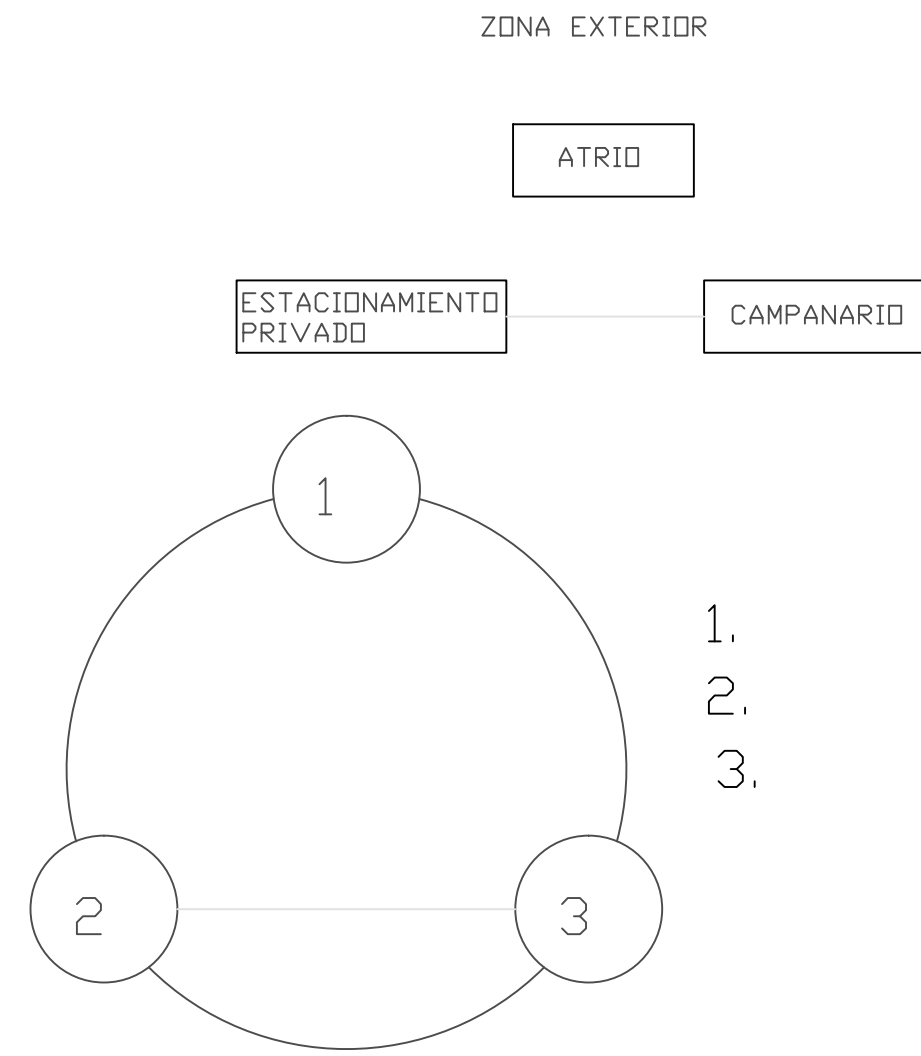 ZONA EXTERIOR
ATRIO
ESTACIONAMIENTO
PRIVADO
CAMPANARIO
1
1.
2.
3.
2
3